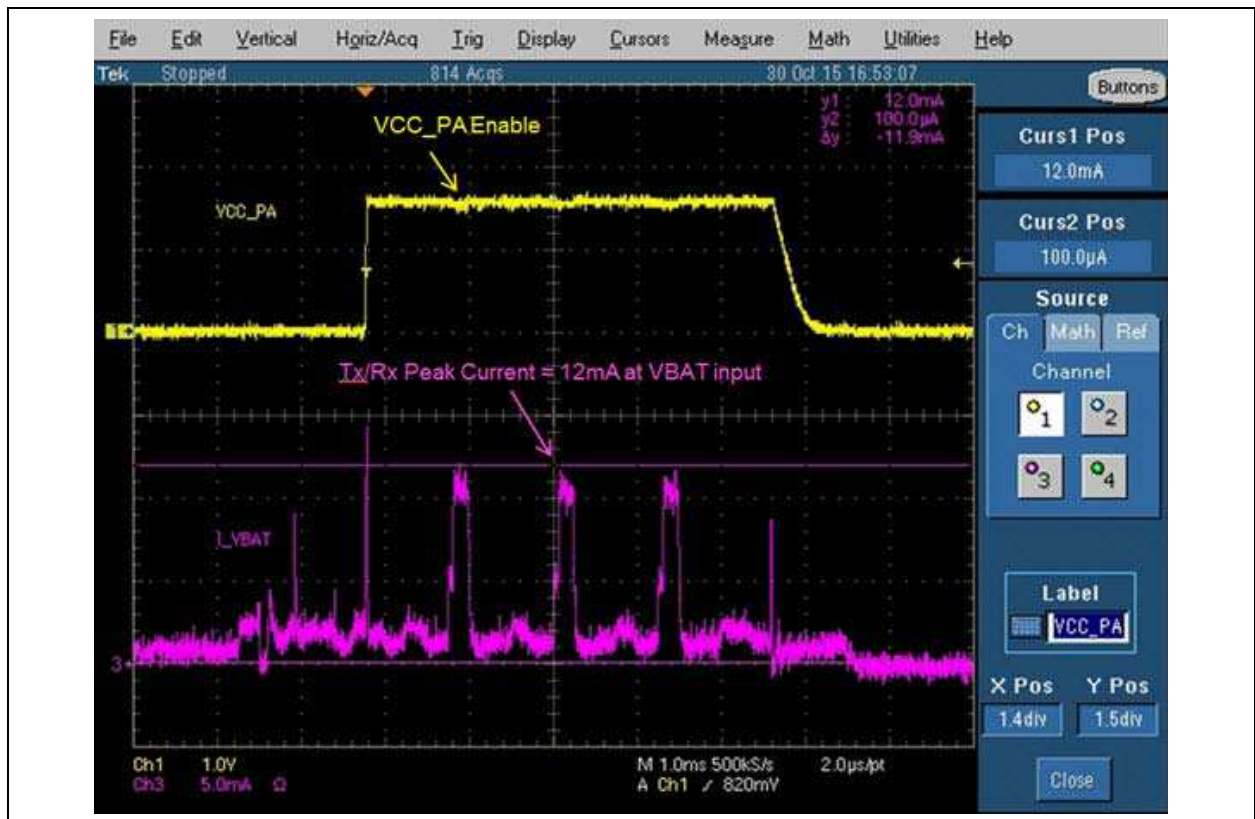 File Edit Vertical Horiz/Acq Trig Display Cursors Measure Math Utilities Help
Tek Stopped 814 Acqs 30 Oct 15 16:53:07
Buttons
y1 : 12.0mA
y2 : 100.0µA
Δy : -11.9mA
VCC_PA Enable
VCC_PA
Curs1 Pos
12.0mA
Curs2 Pos
100.0µA
Source
Ch Math Ref
Channel
1 2
3 4
1
Tx/Rx Peak Current = 12mA at VBAT input
I_VBAT
3
Label
VCC_PA
X Pos Y Pos
1.4div 1.5div
Close
Ch1 1.0V M 1.0ms 500kS/s 2.0µs/pt
Ch3 5.0mA Ω A Ch1 / 820mV